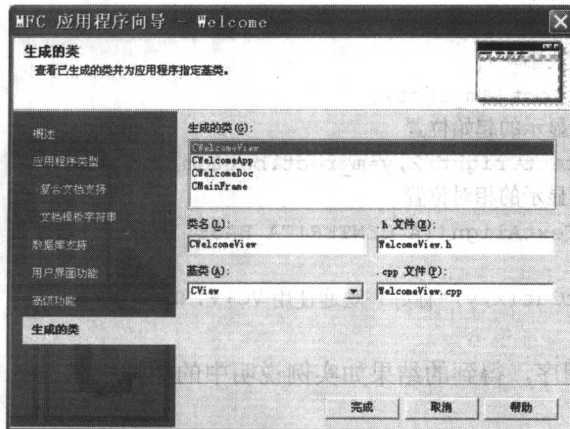 MFC 应用程序向导 - Welcome
生成的类
查看已生成的类并为应用程序指定基类。
概述
应用程序类型
复合文档支持
文档模板字符串
数据库支持
用户界面功能
高级功能
生成的类
生成的类(G):
CWelcomeView
CWelcomeApp
CWelcomeDoc
CMainFrame
类名(L):
CWelcomeView
.h 文件(E):
WelcomeView.h
基类(A):
CView
.cpp 文件(P):
WelcomeView.cpp
完成
取消
帮助